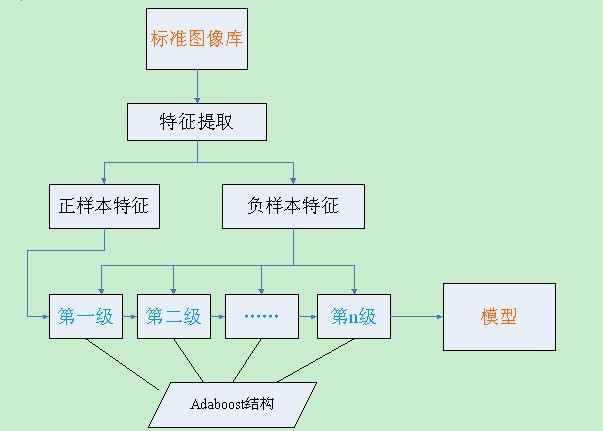 标准图像库
特征提取
正样本特征
负样本特征
第一级
第二级
……
第n级
模型
Adaboost结构